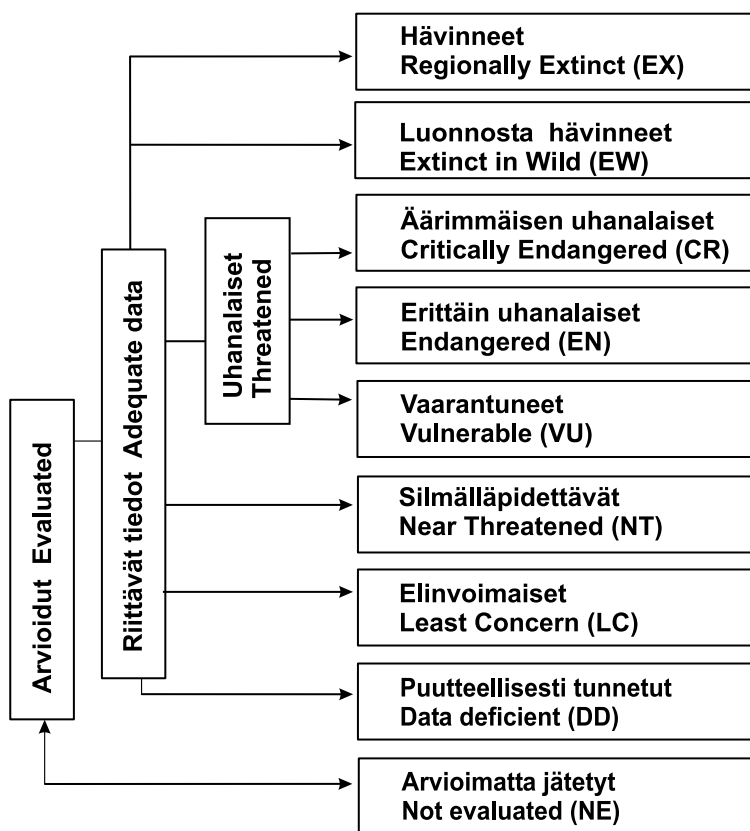 Hävinneet
Regionally Extinct (EX)
Luonnosta hävinneet
Extinct in Wild (EW)
Äärimmäisen uhanalaiset
Critically Endangered (CR)
Erittäin uhanalaiset
Endangered (EN)
Vaarantuneet
Vulnerable (VU)
Silmälläpidettävät
Near Threatened (NT)
Elinvoimaiset
Least Concern (LC)
Puutteellisesti tunnetut
Data deficient (DD)
Arvioimatta jätetyt
Not evaluated (NE)
Uhanalaiset
Threatened
Riittävät tiedot Adequate data
Arvioidut Evaluated